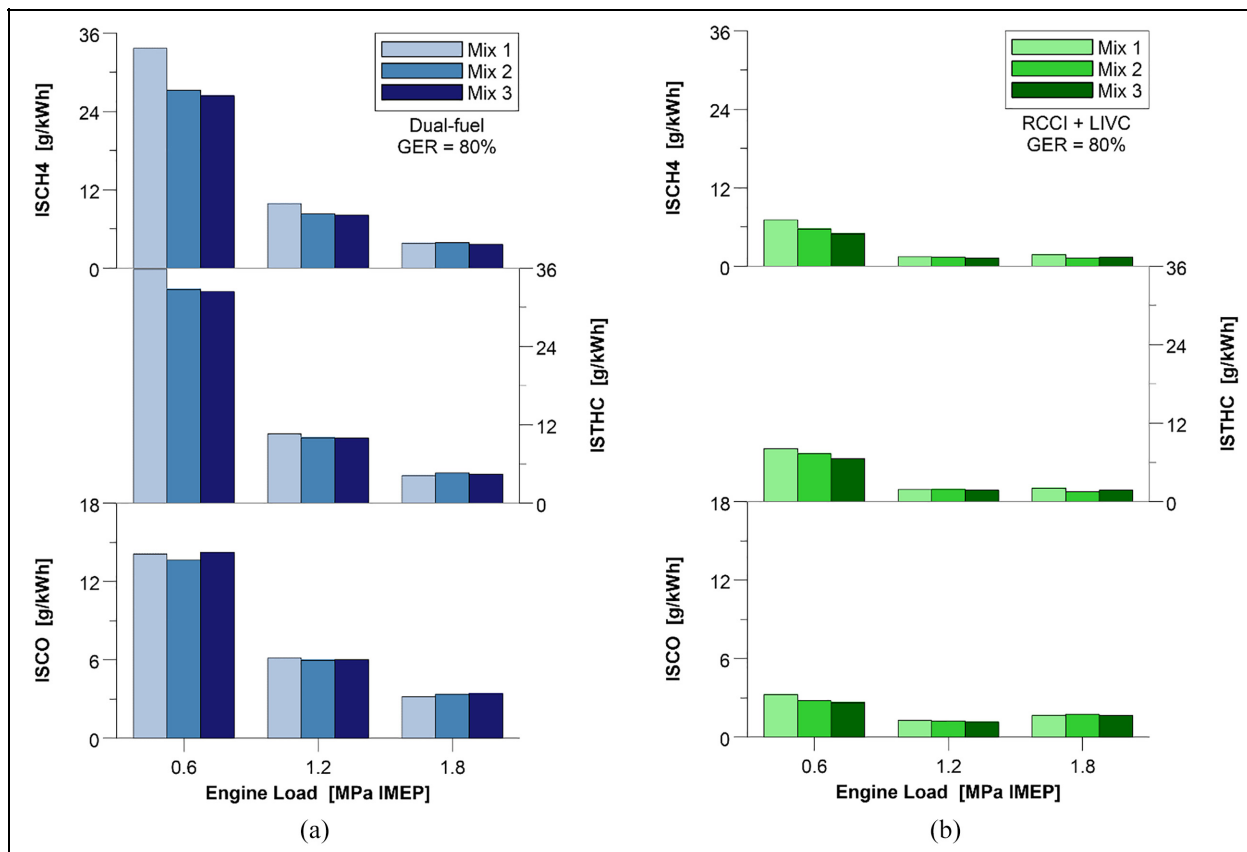 36
24
12
0
ISCH4 [g/kWh]
Mix 1
Mix 2
Mix 3
Dual-fuel
GER = 80%
36
24
12
0
ISTHC [g/kWh]
18
12
6
0
ISCO [g/kWh]
0.6 1.2 1.8
Engine Load [MPa IMEP]
(a)
36
24
12
0
ISCH4 [g/kWh]
Mix 1
Mix 2
Mix 3
RCCI + LIVC
GER = 80%
36
24
12
0
ISTHC [g/kWh]
18
12
6
0
ISCO [g/kWh]
0.6 1.2 1.8
Engine Load [MPa IMEP]
(b)